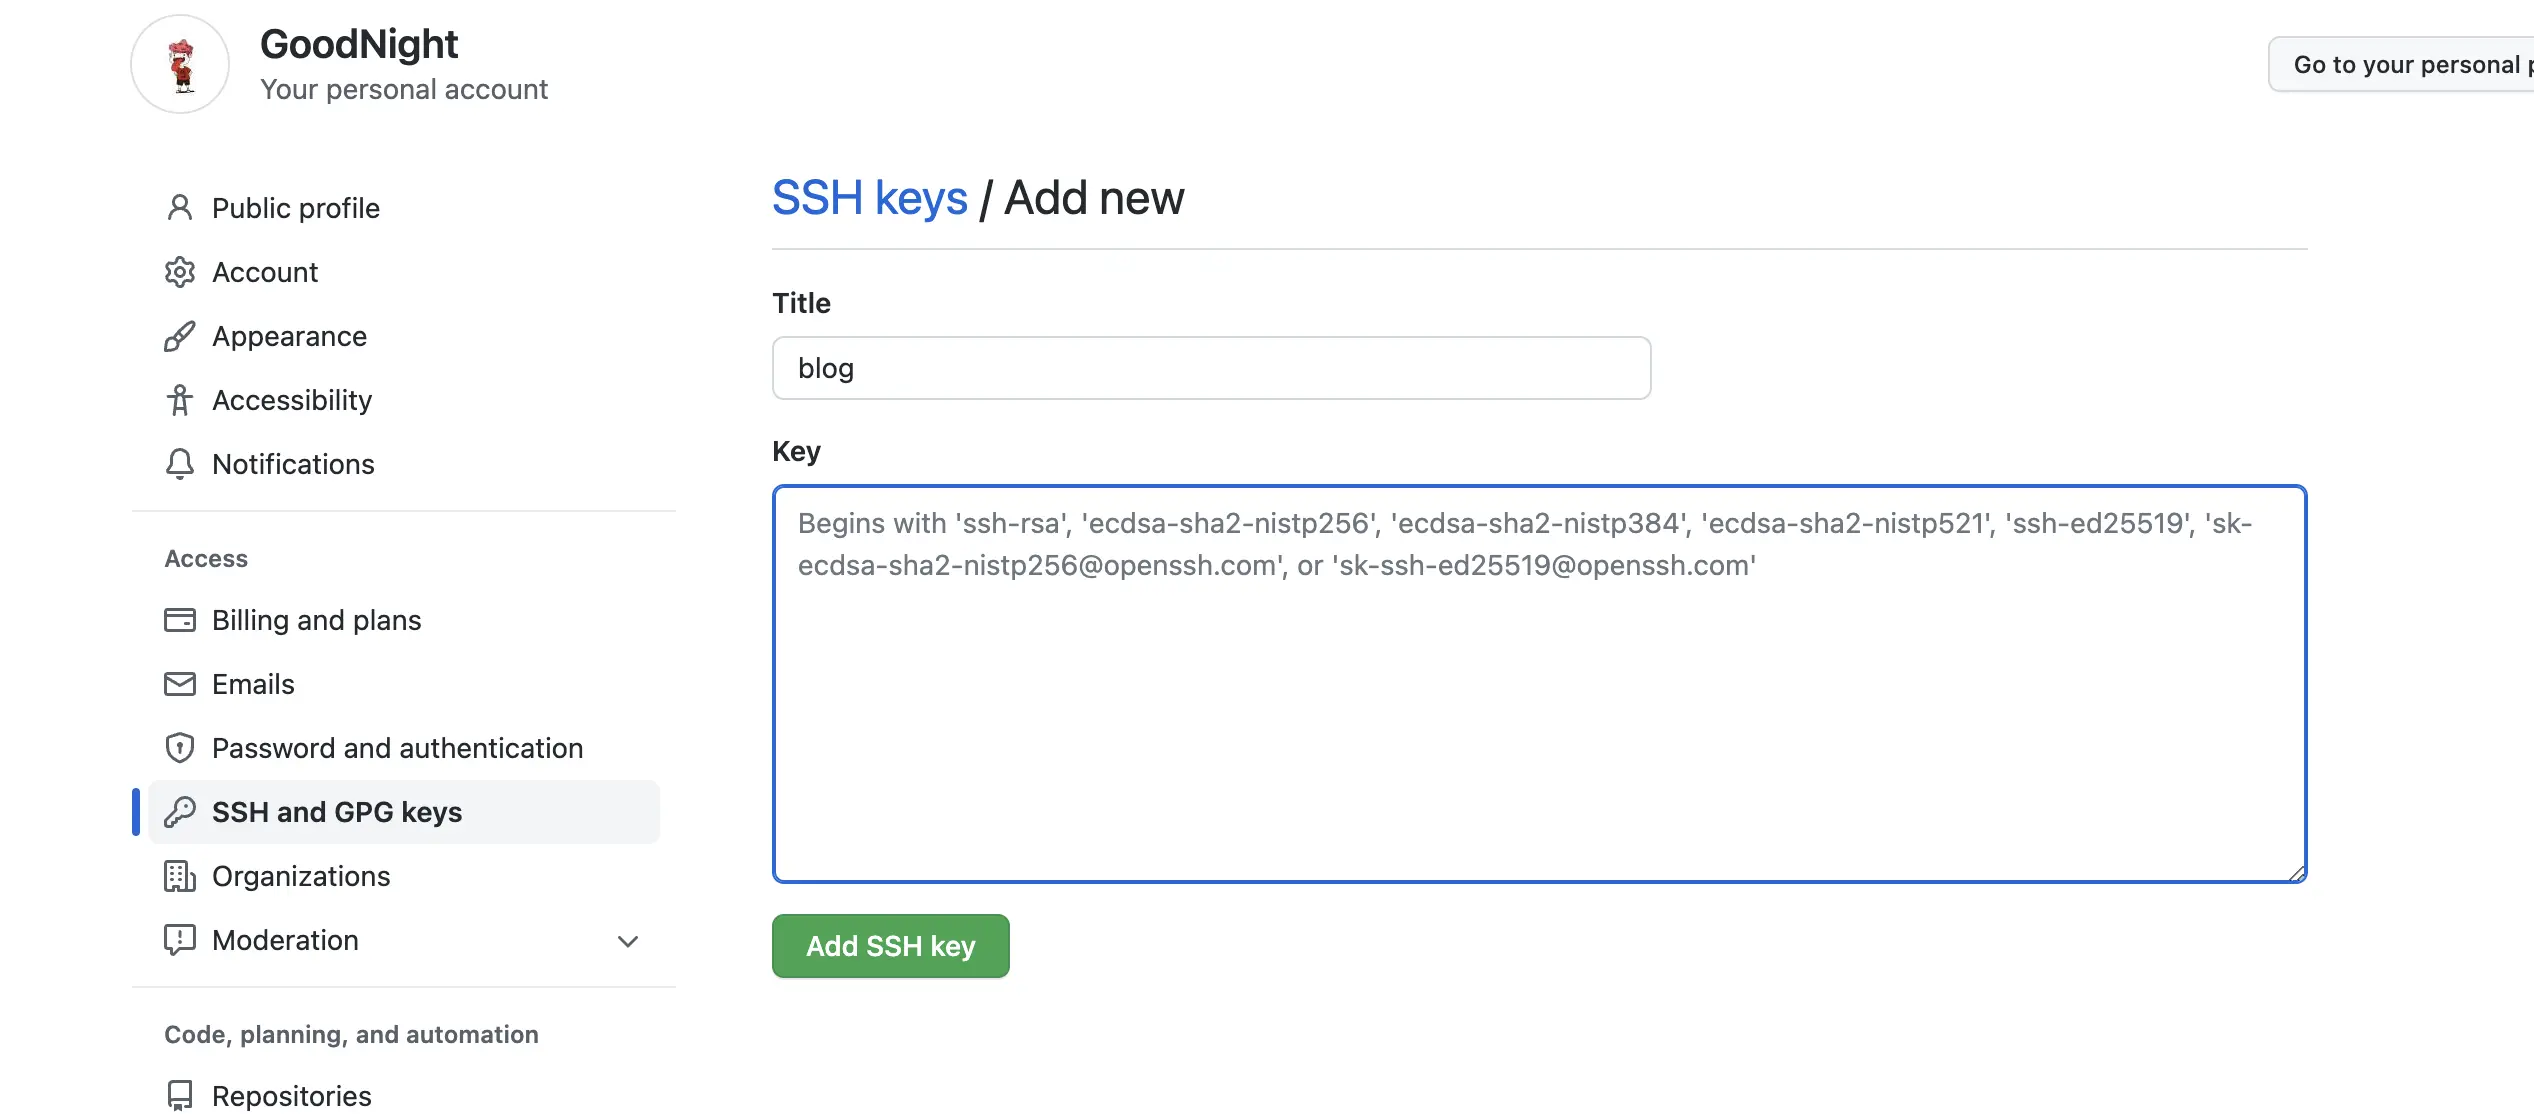 GoodNight
Your personal account
Go to your personal
Public profile
Account
Appearance
Accessibility
Notifications
Access
Billing and plans
Emails
Password and authentication
SSH and GPG keys
Organizations
Moderation
Code, planning, and automation
Repositories
SSH keys / Add new
Title
blog
Key
Begins with 'ssh-rsa', 'ecdsa-sha2-nistp256', 'ecdsa-sha2-nistp384', 'ecdsa-sha2-nistp521', 'ssh-ed25519', 'sk-
ecdsa-sha2-nistp256@openssh.com', or 'sk-ssh-ed25519@openssh.com'
Add SSH key